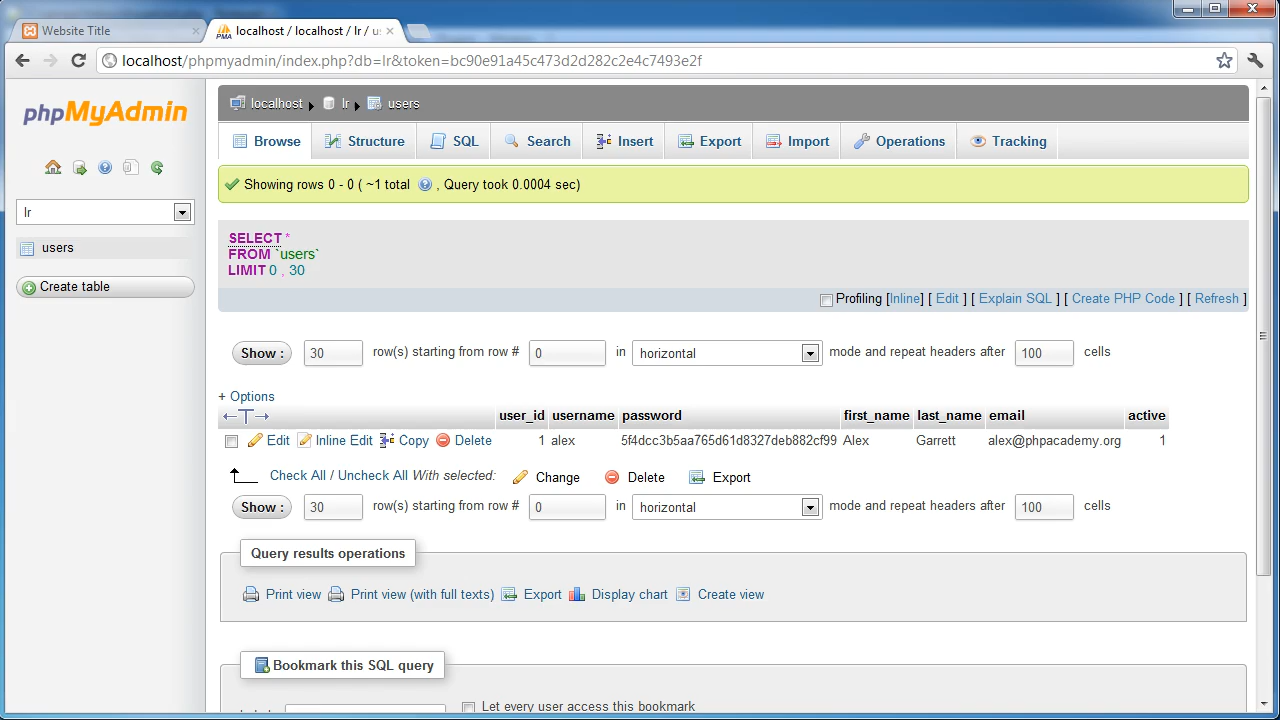 Website Title
localhost / localhost / lr / us
localhost/phpmyadmin/index.php?db=lr&token=bc90e91a45c473d2d282c2e4c7493e2f
phpMyAdmin
localhost lr users
Browse Structure SQL Search Insert Export Import Operations Tracking
Showing rows 0 - 0 ( ~1 total , Query took 0.0004 sec)
lr
users
Create table
SELECT *
FROM `users`
LIMIT 0 , 30
Profiling [Inline] [ Edit ] [ Explain SQL ] [ Create PHP Code ] [ Refresh ]
Show : 30 row(s) starting from row # 0 in horizontal mode and repeat headers after 100 cells
+ Options
user_id username password first_name last_name email active
Edit Inline Edit Copy Delete 1 alex 5f4dcc3b5aa765d61d8327deb882cf99 Alex Garrett alex@phpacademy.org 1
Check All / Uncheck All With selected: Change Delete Export
Show : 30 row(s) starting from row # 0 in horizontal mode and repeat headers after 100 cells
Query results operations
Print view Print view (with full texts) Export Display chart Create view
Bookmark this SQL query
Let every user access this bookmark